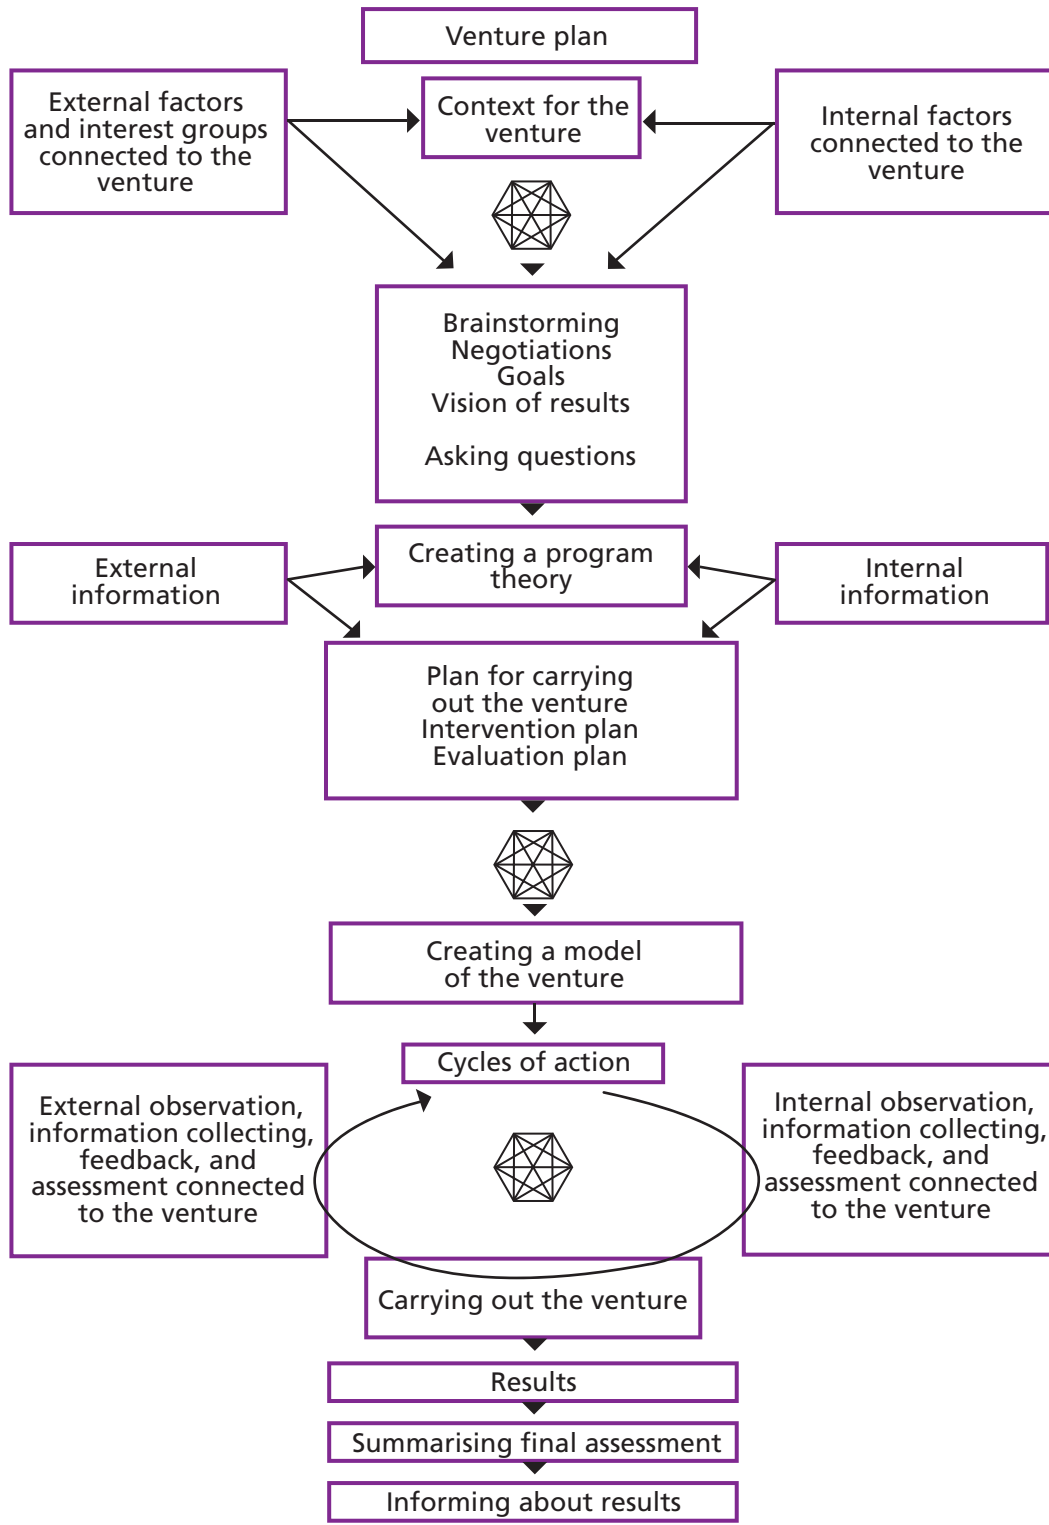 Venture plan
External factors
and interest groups
connected to the
venture
Context for the
venture
Internal factors
connected to the
venture
Brainstorming
Negotiations
Goals
Vision of results
Asking questions
External
information
Creating a program
theory
Internal
information
Plan for carrying
out the venture
Intervention plan
Evaluation plan
Creating a model
of the venture
Cycles of action
External observation,
information collecting,
feedback, and
assessment connected
to the venture
Internal observation,
information collecting,
feedback, and
assessment connected
to the venture
Carrying out the venture
Results
Summarising final assessment
Informing about results